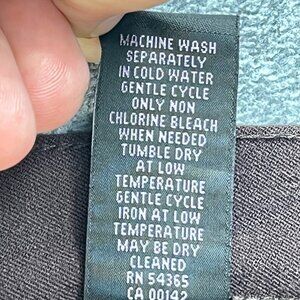 MACHINE WASH
SEPARATELY
IN COLD WATER
GENTLE CYCLE
ONLY NON
CHLORINE BLEACH
WHEN NEEDED
TUMBLE DRY
AT LOW
TEMPERATURE
GENTLE CYCLE
IRON AT LOW
TEMPERATURE
MAY BE DRY
CLEANED
RN 54365
CA 00142